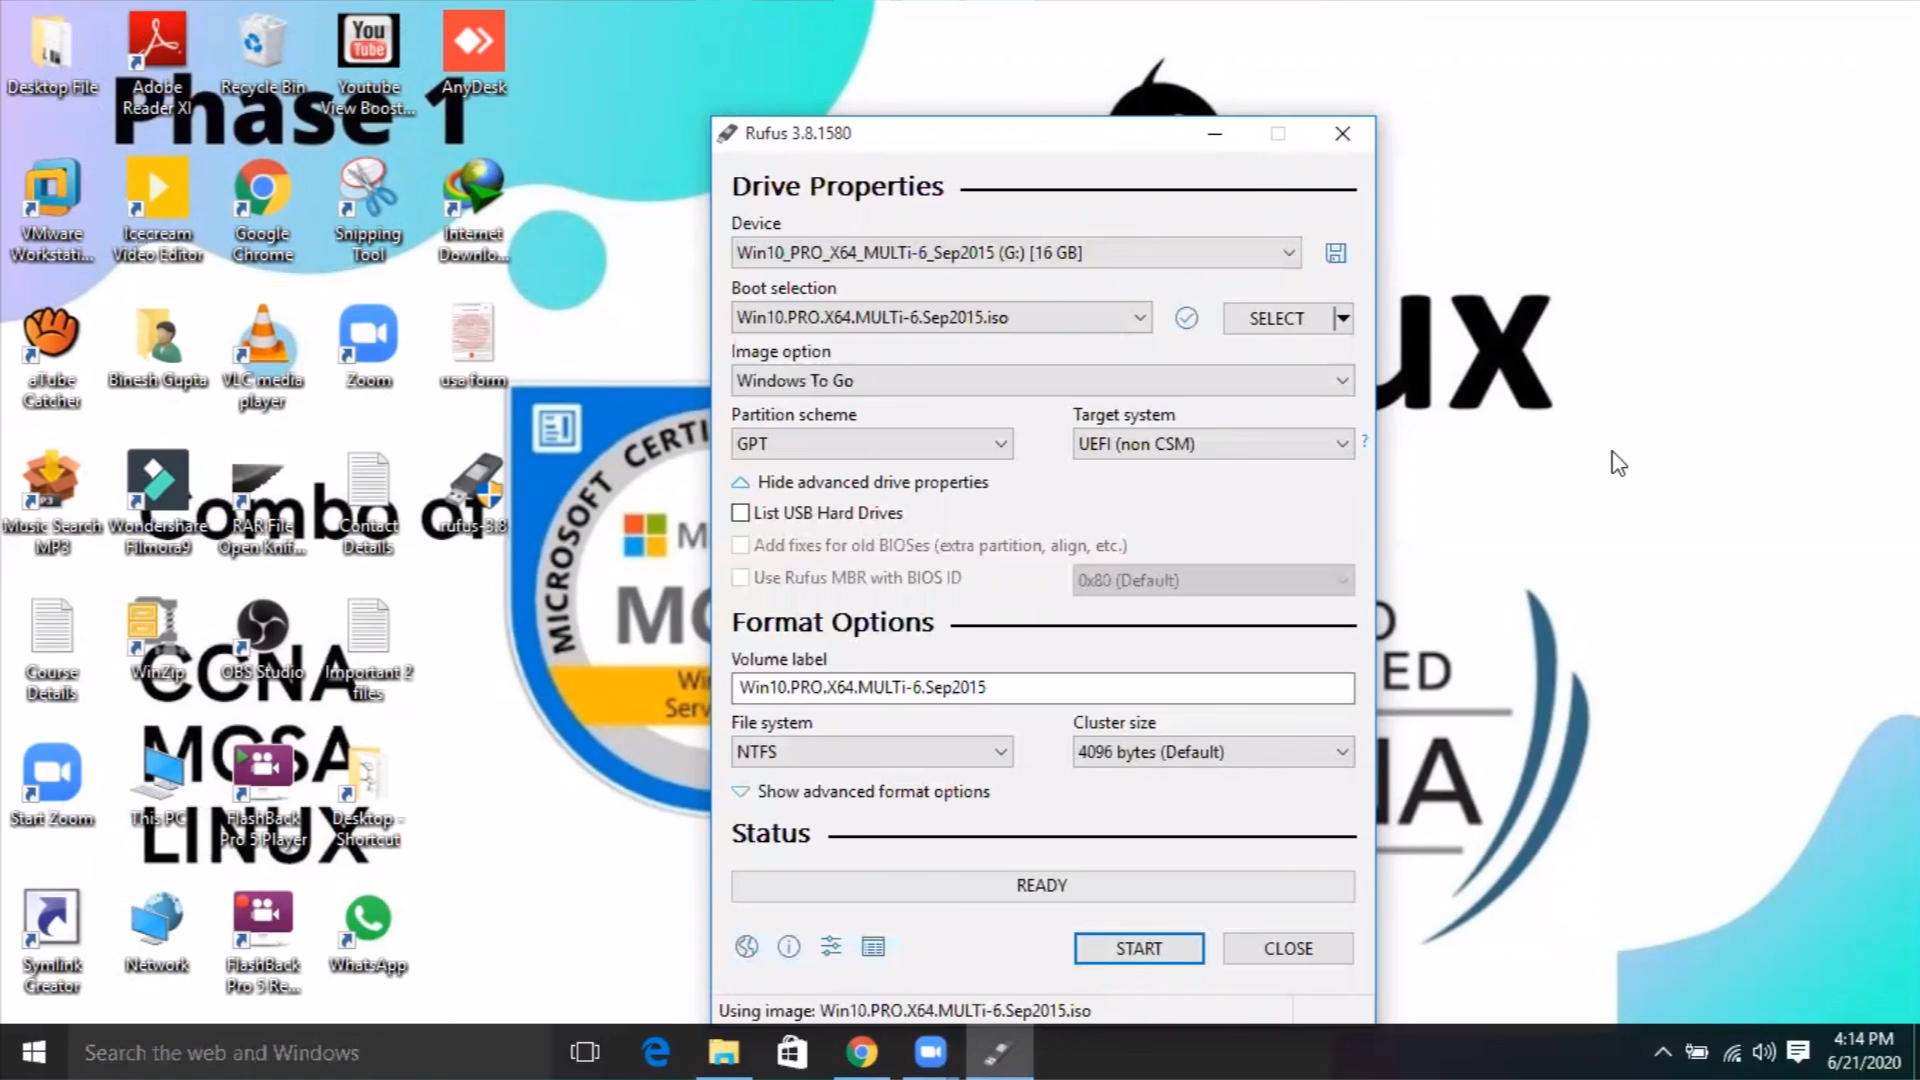 Desktop File
Adobe
Reader XI
Recycle Bin
Youtube
View Boost...
AnyDesk
Phase 1
VMware
Workstati...
Icecream
Video Editor
Google
Chrome
Snipping
Tool
Internet
Downlo...
aTube
Catcher
Binesh Gupta
VLC media
player
Zoom
usa form
Music Search
MP3
Wondershare
Filmora9
RAR File
Open Knif...
Contact
Details
rufus-3.8
Combo of
Course
Details
WinZip
OBS Studio
Important 2
files
CCNA
MCSA
LINUX
Start Zoom
This PC
FlashBack
Pro 5 Player
Desktop -
Shortcut
Symlink
Creator
Network
FlashBack
Pro 5 Re...
WhatsApp
You
Tube
MICROSOFT CERTI
M
MC
Win
Serv
Rufus 3.8.1580
Drive Properties
Device
Win10_PRO_X64_MULTi-6_Sep2015 (G:) [16 GB]
Boot selection
Win10.PRO.X64.MULTi-6.Sep2015.iso
SELECT
Image option
Windows To Go
Partition scheme
Target system
GPT
UEFI (non CSM)
?
Hide advanced drive properties
List USB Hard Drives
Add fixes for old BIOSes (extra partition, align, etc.)
Use Rufus MBR with BIOS ID
0x80 (Default)
Format Options
Volume label
Win10.PRO.X64.MULTi-6.Sep2015
File system
Cluster size
NTFS
4096 bytes (Default)
Show advanced format options
Status
READY
START
CLOSE
Using image: Win10.PRO.X64.MULTi-6.Sep2015.iso
ux
ED
NA
Search the web and Windows
4:14 PM
6/21/2020